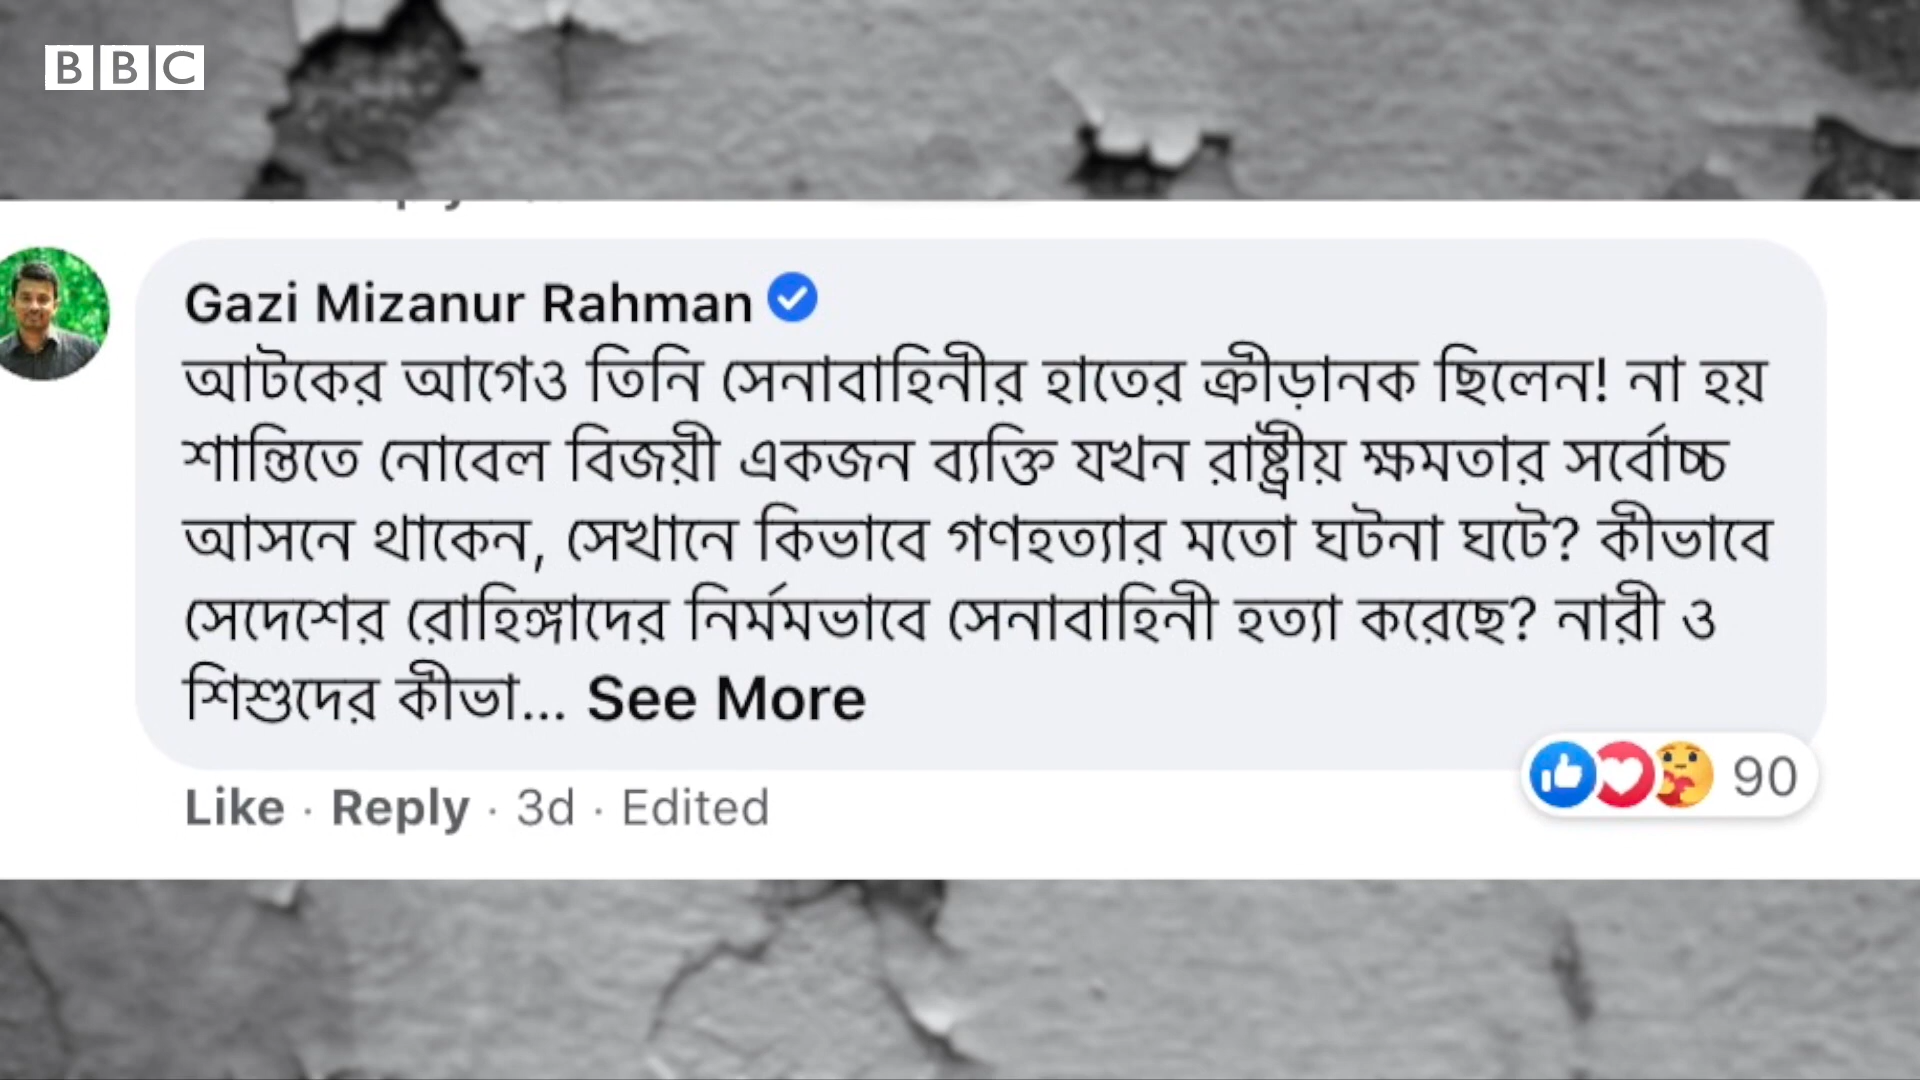 BBC
Gazi Mizanur Rahman
আটকের আগেও তিনি সেনাবাহিনীর হাতের ক্রীড়ানক ছিলেন! না হয়
শান্তিতে নোবেল বিজয়ী একজন ব্যক্তি যখন রাষ্ট্রীয় ক্ষমতার সর্বোচ্চ
আসনে থাকেন, সেখানে কিভাবে গণহত্যার মতো ঘটনা ঘটে? কীভাবে
সেদেশের রোহিঙ্গাদের নির্মমভাবে সেনাবাহিনী হত্যা করেছে? নারী ও
শিশুদের কীভা... See More
Like · Reply · 3d · Edited
90